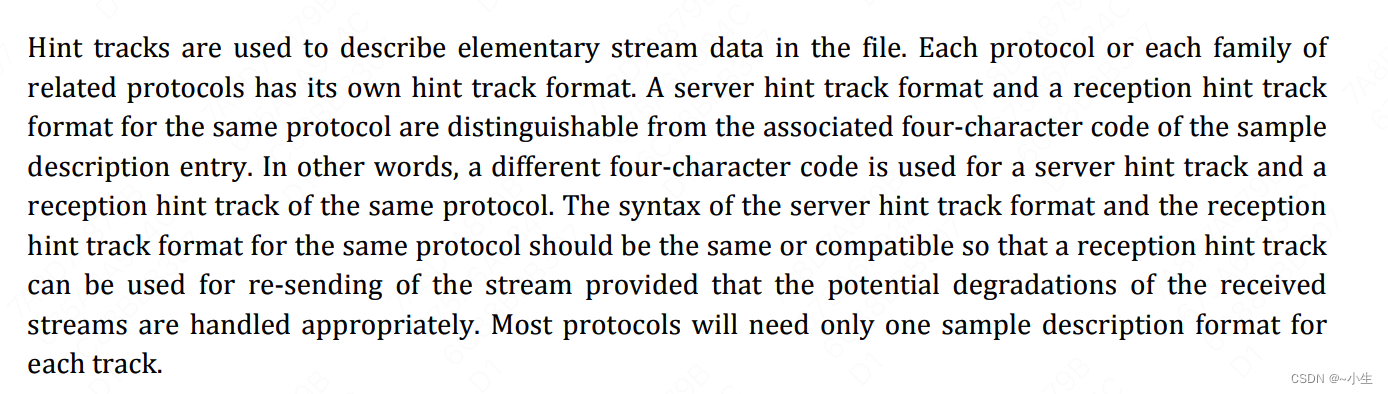 Hint tracks are used to describe elementary stream data in the file. Each protocol or each family of
related protocols has its own hint track format. A server hint track format and a reception hint track
format for the same protocol are distinguishable from the associated four-character code of the sample
description entry. In other words, a different four-character code is used for a server hint track and a
reception hint track of the same protocol. The syntax of the server hint track format and the reception
hint track format for the same protocol should be the same or compatible so that a reception hint track
can be used for re-sending of the stream provided that the potential degradations of the received
streams are handled appropriately. Most protocols will need only one sample description format for
each track.
CSDN @~小生